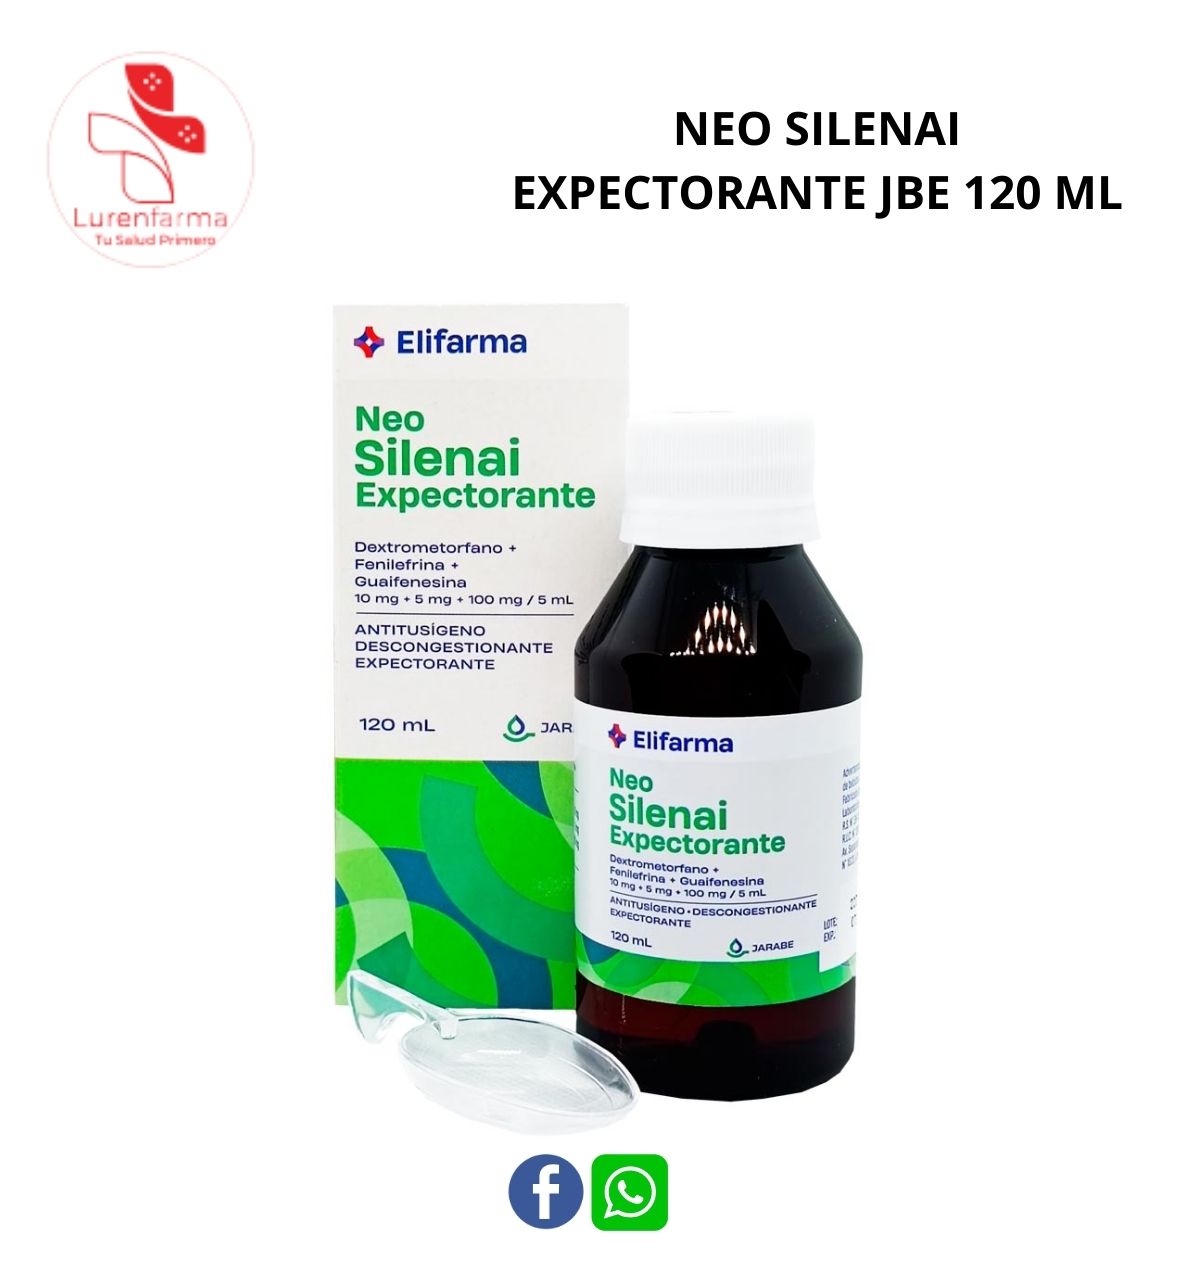 Lurenfarma
Tu Salud Primero
NEO SILENAI
EXPECTORANTE JBE 120 ML
Elifarma
Neo
Silenai
Expectorante
Dextrometorfano +
Fenilefrina +
Guaifenesina
10 mg + 5 mg + 100 mg / 5 mL
ANTITUSÍGENO
DESCONGESTIONANTE
EXPECTORANTE
120 mL
Elifarma
Neo
Silenai
Expectorante
Dextrometorfano +
Fenilefrina + Guaifenesina
10 mg + 5 mg + 100 mg / 5 mL
ANTITUSÍGENO • DESCONGESTIONANTE
EXPECTORANTE
120 mL
JARABE
LOTE:
EXP.: